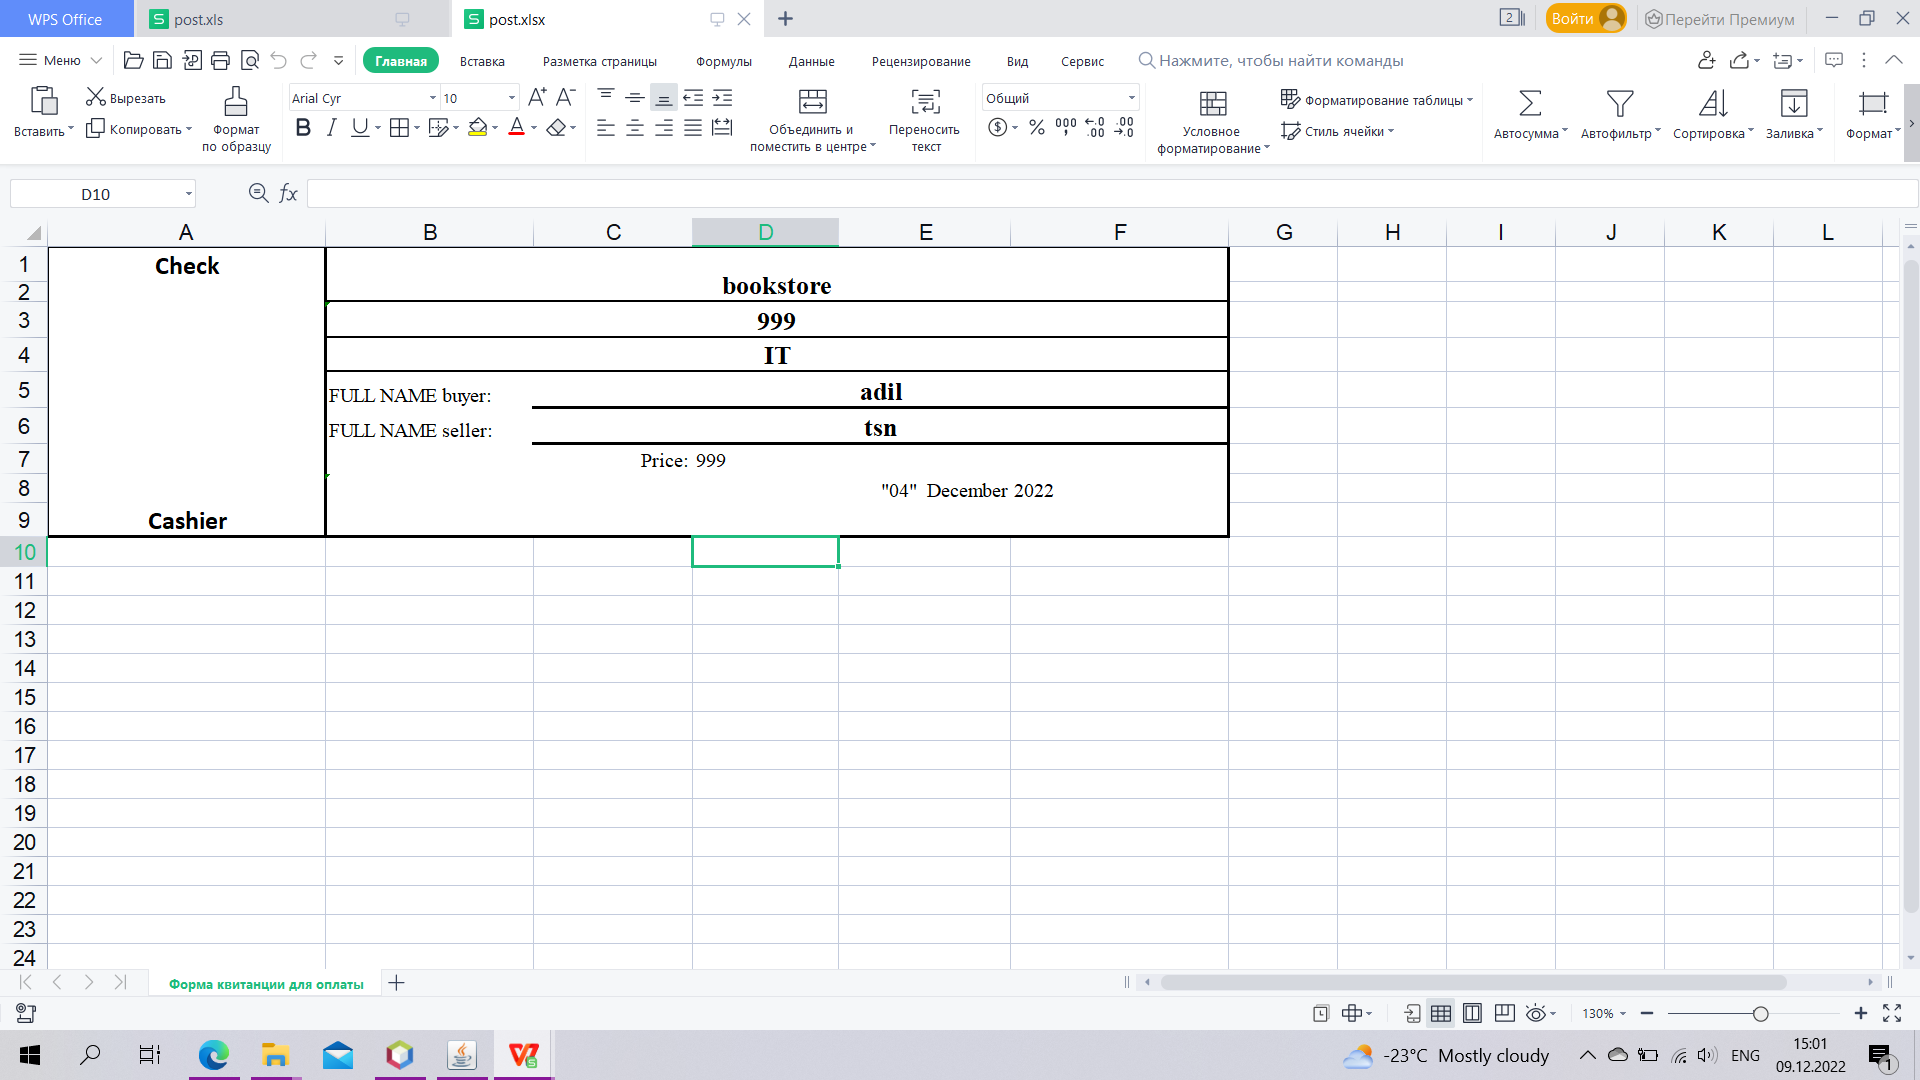 WPS Office
post.xls
post.xlsx
2
Войти
Перейти Премиум
Меню
Главная
Вставка
Разметка страницы
Формулы
Данные
Рецензирование
Вид
Сервис
Нажмите, чтобы найти команды
Вставить
Вырезать
Копировать
Формат
по образцу
Arial Cyr
10
Объединить и
поместить в центре
Переносить
текст
Общий
Условное
форматирование
Форматирование таблицы
Стиль ячейки
Автосумма
Автофильтр
Сортировка
Заливка
Формат
D10
fx
A B C D E F G H I J K L
1 Check
2 bookstore
3 999
4 IT
5 FULL NAME buyer: adil
6 FULL NAME seller: tsn
7 Price: 999
8 "04" December 2022
9 Cashier
10
11
12
13
14
15
16
17
18
19
20
21
22
23
24
Форма квитанции для оплаты
130%
-23°C Mostly cloudy
ENG
15:01
09.12.2022
1